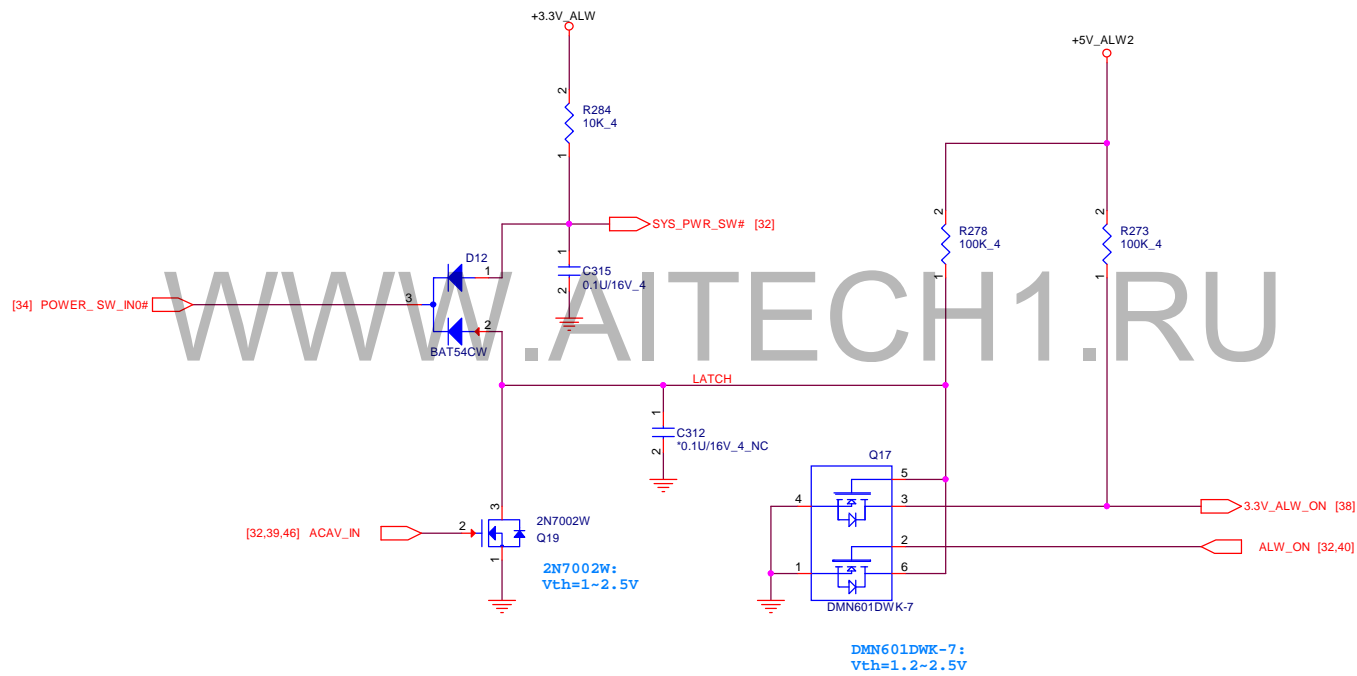 +3.3V_ALW
+5V_ALW2
2
R284
10K_4
1
SYS_PWR_SW# [32]
2
R278
100K_4
1
2
R273
100K_4
1
D12
1
1
C315
0.1U/16V_4
2
[34] POWER_ SW_IN0#
3
2
BAT54CW
WWW.AITECH1.RU
LATCH
1
C312
*0.1U/16V_4_NC
2
Q17
5
4
3
3.3V_ALW_ON [38]
2
ALW_ON [32,40]
1
6
DMN601DWK-7
3
[32,39,46] ACAV_IN
2
2N7002W
Q19
1
2N7002W:
Vth=1~2.5V
DMN601DWK-7:
Vth=1.2~2.5V